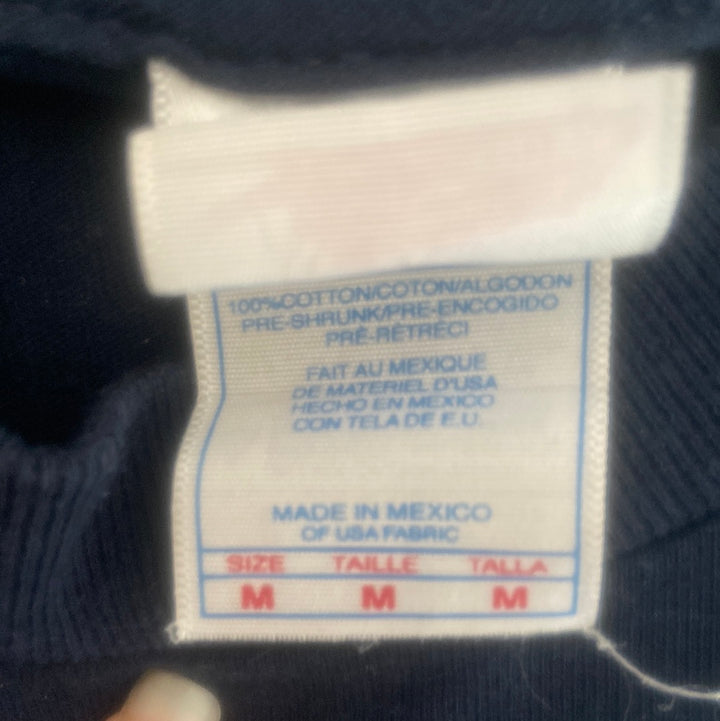 100%COTTON/COTON/ALGODON
PRE-SHRUNK/PRE-ENCOGIDO
PRÉ-RÉTRÉCI
FAIT AU MEXIQUE
DE MATERIEL D'USA
HECHO EN MEXICO
CON TELA DE E.U.
MADE IN MEXICO
OF USA FABRIC
SIZE TAILLE TALLA
M M M